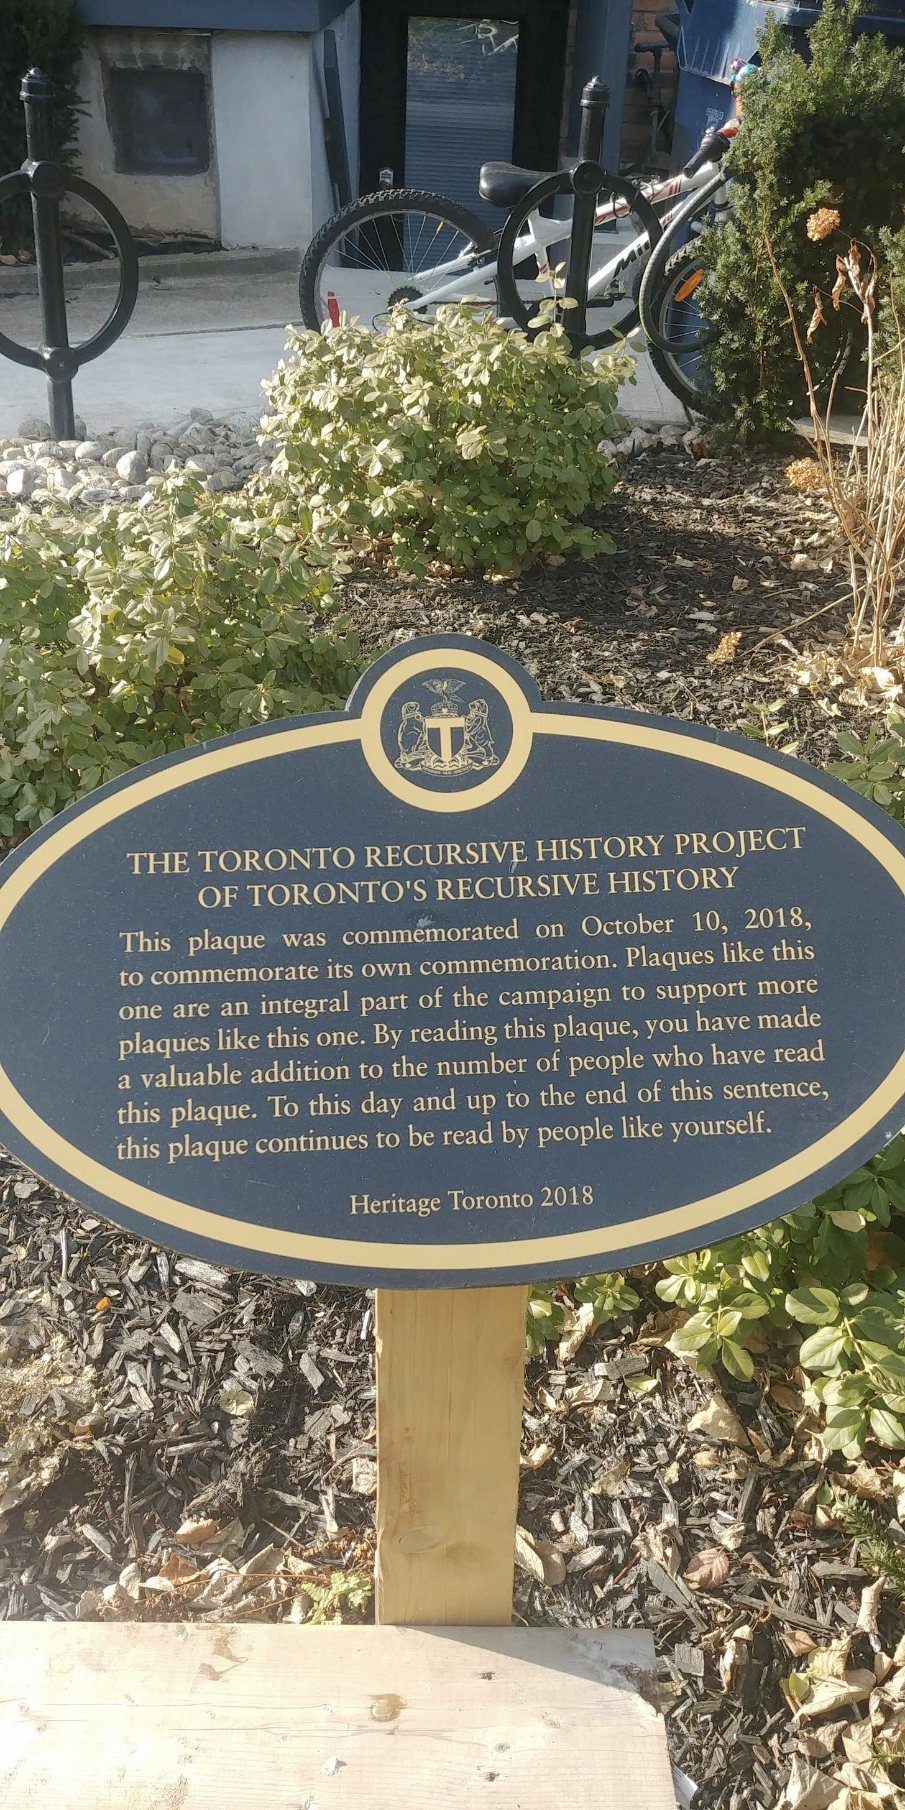 T
THE TORONTO RECURSIVE HISTORY PROJECT
OF TORONTO'S RECURSIVE HISTORY
This plaque was commemorated on October 10, 2018,
to commemorate its own commemoration. Plaques like this
one are an integral part of the campaign to support more
plaques like this one. By reading this plaque, you have made
a valuable addition to the number of people who have read
this plaque. To this day and up to the end of this sentence,
this plaque continues to be read by people like yourself.
Heritage Toronto 2018